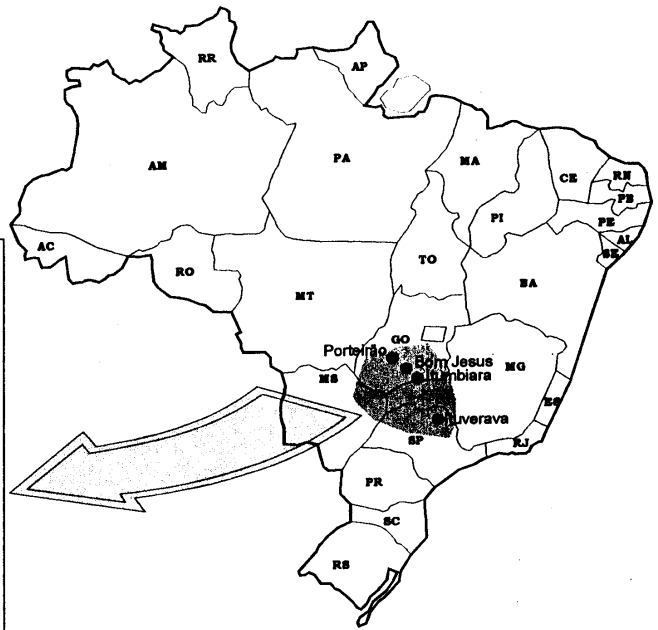 RR
AP
AM
PA
MA
CE
RN
PB
PI
PE
AL
SE
AC
TO
RO
BA
MT
GO
Porteirão
Bom Jesus
Itumbiara
MG
MS
ES
Ituverava
SP
RJ
PR
SC
RS